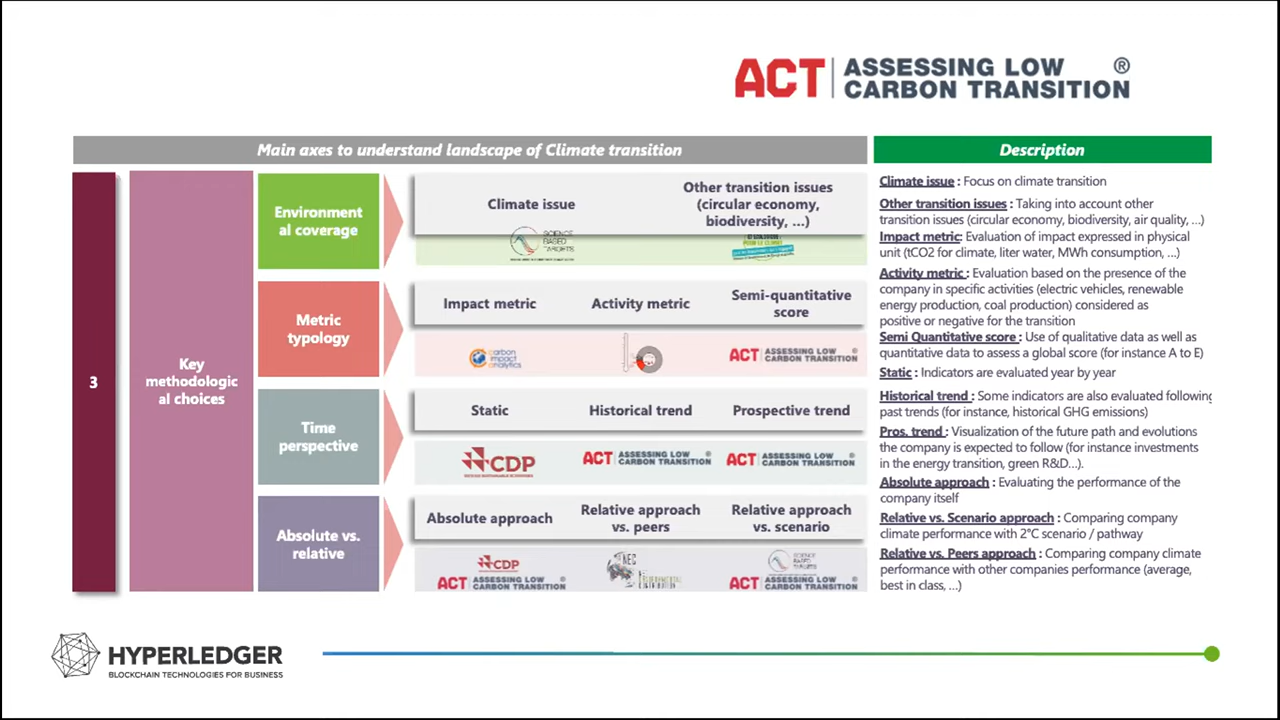 ACT ASSESSING LOW ®
CARBON TRANSITION
Main axes to understand landscape of Climate transition
Description
3
Key
methodologic
al choices
Environment
al coverage
Climate issue
Other transition issues
(circular economy,
biodiversity, ...)
SCIENCE
BASED
TARGETS
Metric
typology
Impact metric
Activity metric
Semi-quantitative
score
carbon
impact
analytics
ACT ASSESSING LOW ®
CARBON TRANSITION
Time
perspective
Static
Historical trend
Prospective trend
CDP
ACT ASSESSING LOW ®
CARBON TRANSITION
ACT ASSESSING LOW ®
CARBON TRANSITION
Absolute vs.
relative
Absolute approach
Relative approach
vs. peers
Relative approach
vs. scenario
CDP
ACT ASSESSING LOW ®
CARBON TRANSITION
NEC
SCIENCE
BASED
TARGETS
ACT ASSESSING LOW ®
CARBON TRANSITION
Climate issue : Focus on climate transition
Other transition issues : Taking into account other
transition issues (circular economy, biodiversity, air quality, ...)
Impact metric: Evaluation of impact expressed in physical
unit (tCO2 for climate, liter water, MWh consumption, ...)
Activity metric : Evaluation based on the presence of the
company in specific activities (electric vehicles, renewable
energy production, coal production) considered as
positive or negative for the transition
Semi Quantitative score : Use of qualitative data as well as
quantitative data to assess a global score (for instance A to E)
Static : Indicators are evaluated year by year
Historical trend : Some indicators are also evaluated following
past trends (for instance, historical GHG emissions)
Pros. trend : Visualization of the future path and evolutions
the company is expected to follow (for instance investments
in the energy transition, green R&D...).
Absolute approach : Evaluating the performance of the
company itself
Relative vs. Scenario approach : Comparing company
climate performance with 2°C scenario / pathway
Relative vs. Peers approach : Comparing company climate
performance with other companies performance (average,
best in class, ...)
HYPERLEDGER
BLOCKCHAIN TECHNOLOGIES FOR BUSINESS